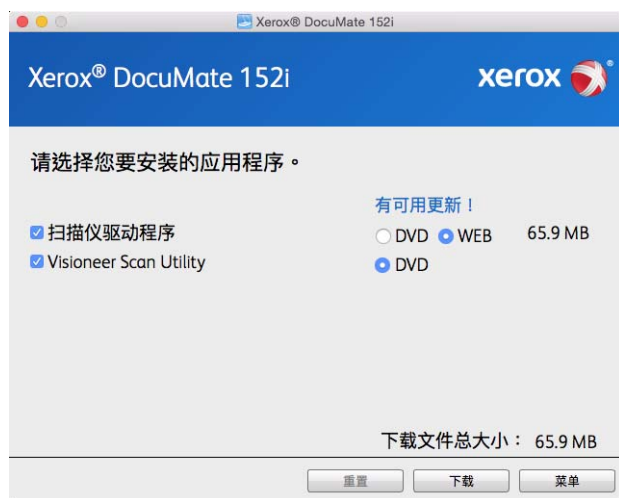 Xerox® DocuMate 152i
Xerox® DocuMate 152i
xerox
请选择您要安装的应用程序。
有可用更新！
扫描仪驱动程序 DVD WEB 65.9 MB
Visioneer Scan Utility DVD
下载文件总大小： 65.9 MB
重置 下载 菜单